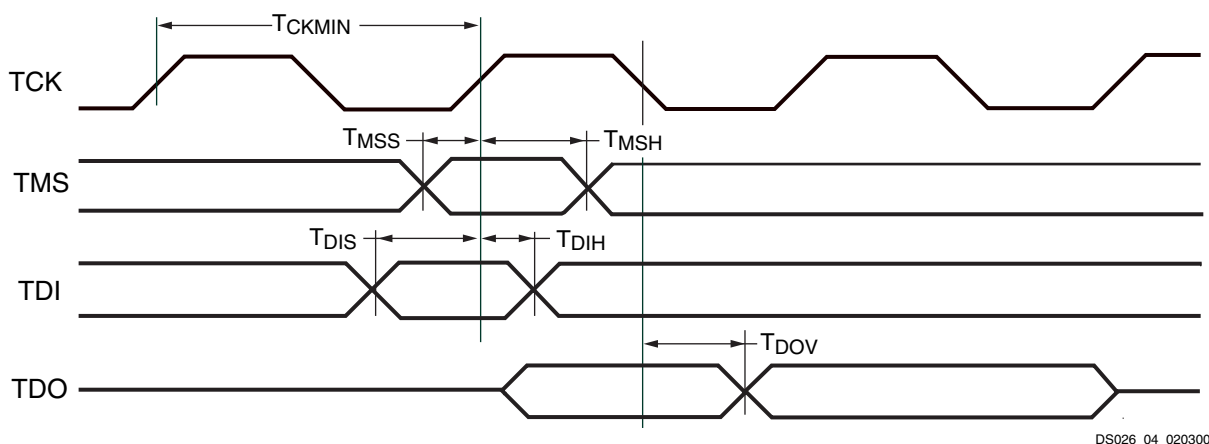 TCKMIN
TCK
TMSS
TMSH
TMS
TDIS
TDIH
TDI
TDOV
TDO
DS026_04_020300